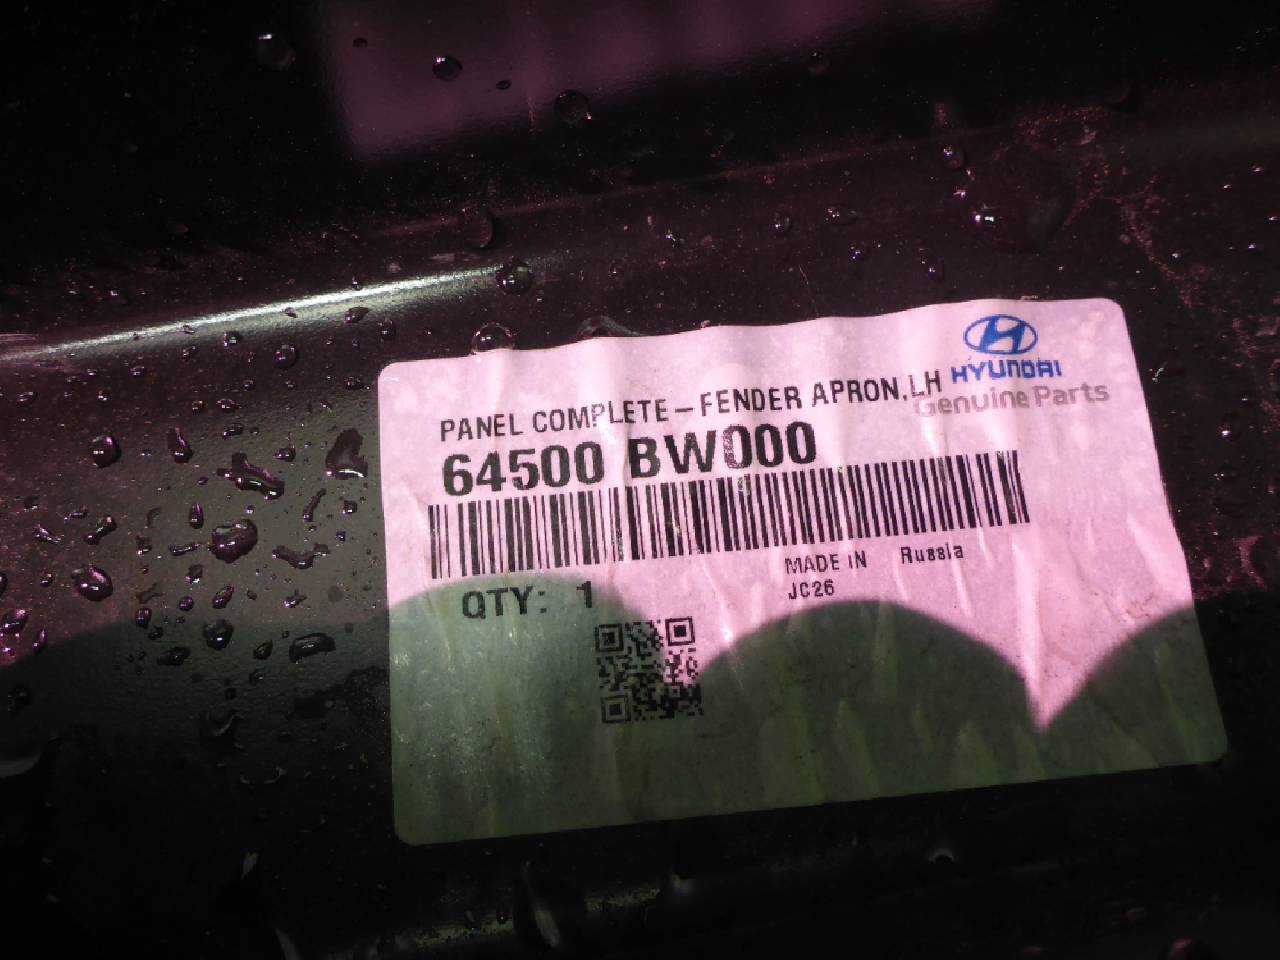 HYUNDAI
Genuine Parts
PANEL COMPLETE-FENDER APRON,LH
64500 BW000
MADE IN Russia
JC26
QTY: 1